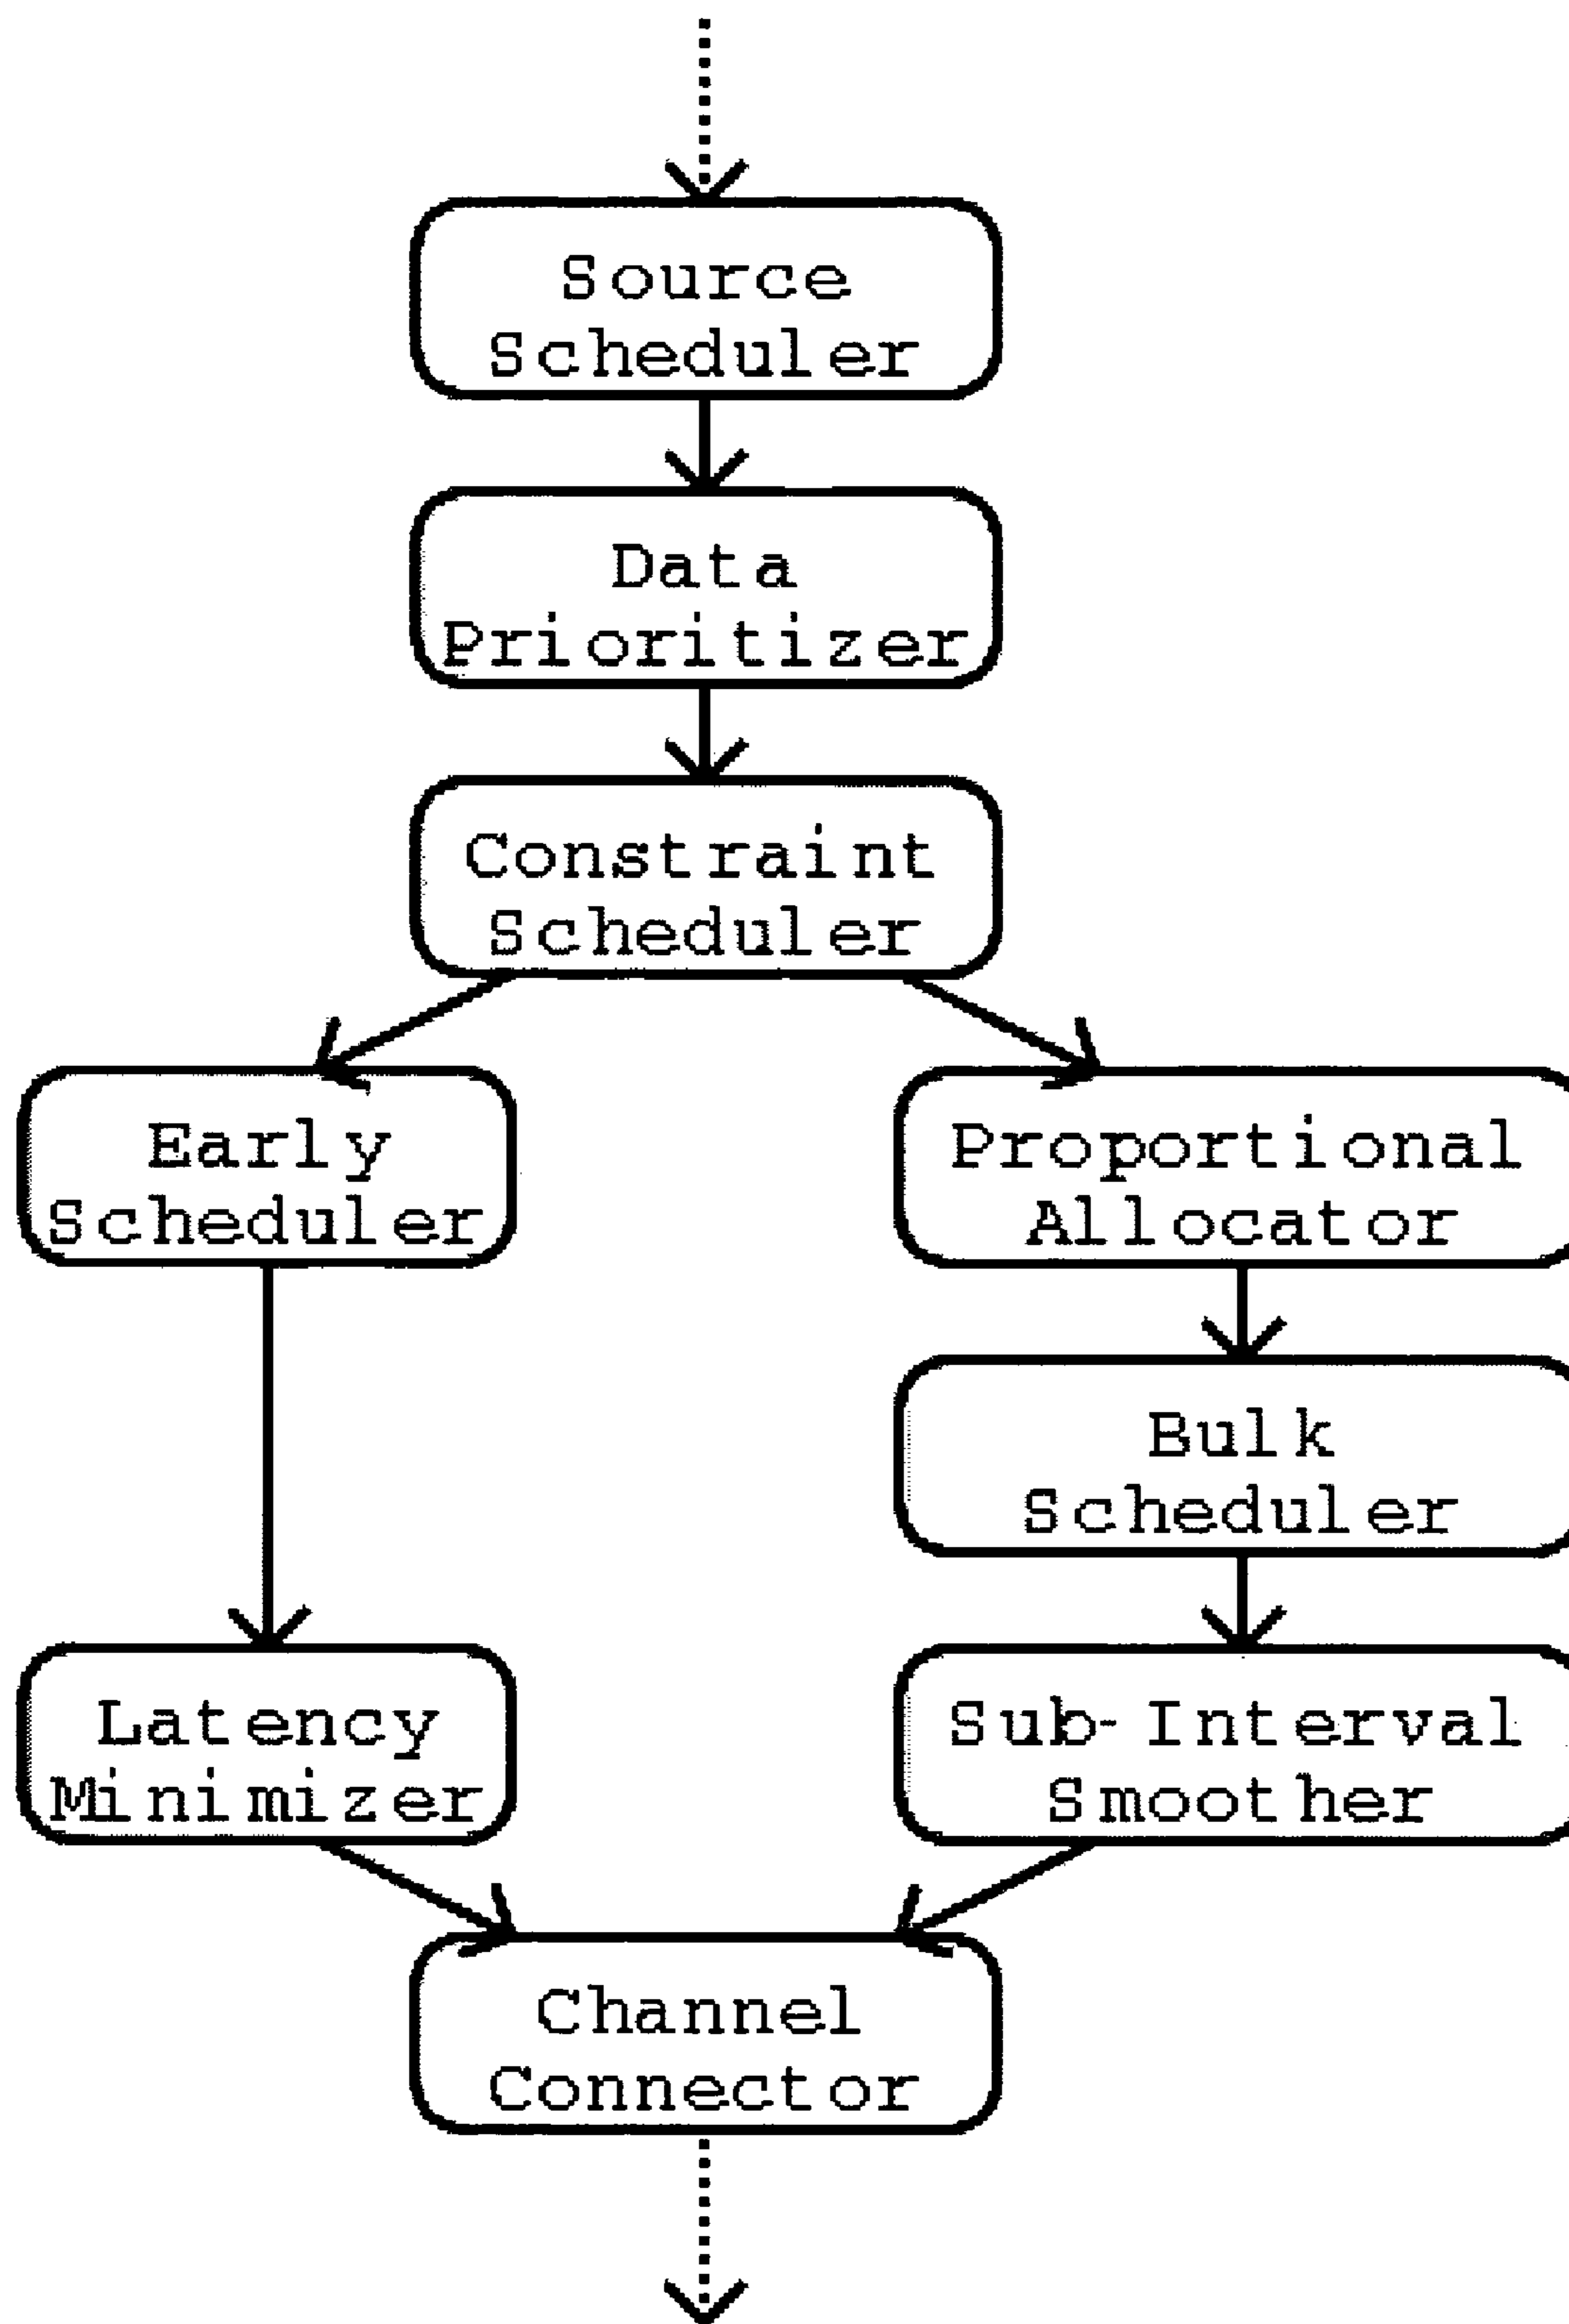 Source
Scheduler
Data
Prioritizer
Constraint
Scheduler
Early
Scheduler
Proportional
Allocator
Bulk
Scheduler
Latency
Minimizer
Sub-Interval
Smoother
Channel
Connector